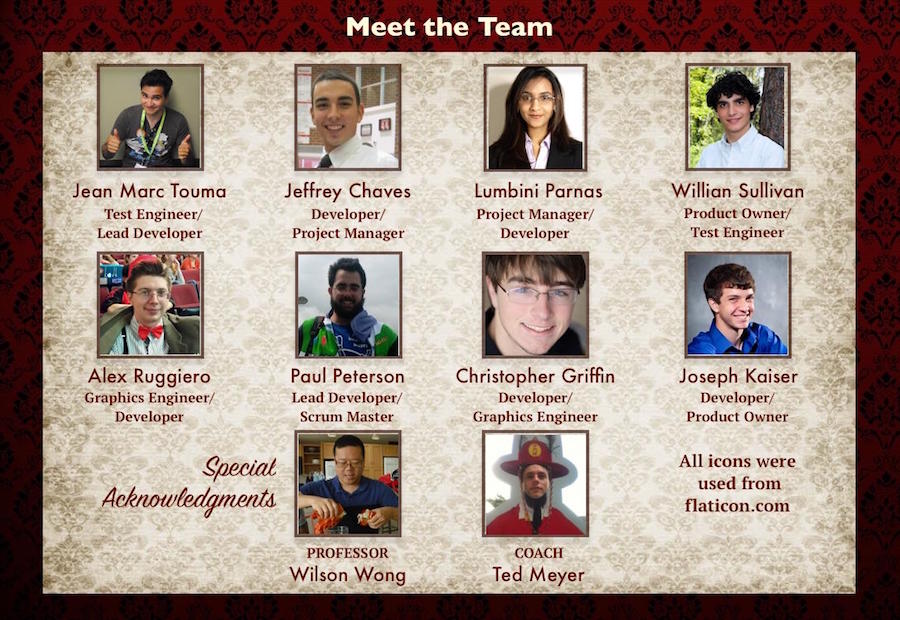 Meet the Team
Jean Marc Touma
Test Engineer/
Lead Developer
Jeffrey Chaves
Developer/
Project Manager
Lumbini Parnas
Project Manager/
Developer
Willian Sullivan
Product Owner/
Test Engineer
Alex Ruggiero
Graphics Engineer/
Developer
Paul Peterson
Lead Developer/
Scrum Master
Christopher Griffin
Developer/
Graphics Engineer
Joseph Kaiser
Developer/
Product Owner
Special
Acknowledgments
PROFESSOR
Wilson Wong
COACH
Ted Meyer
All icons were
used from
flaticon.com